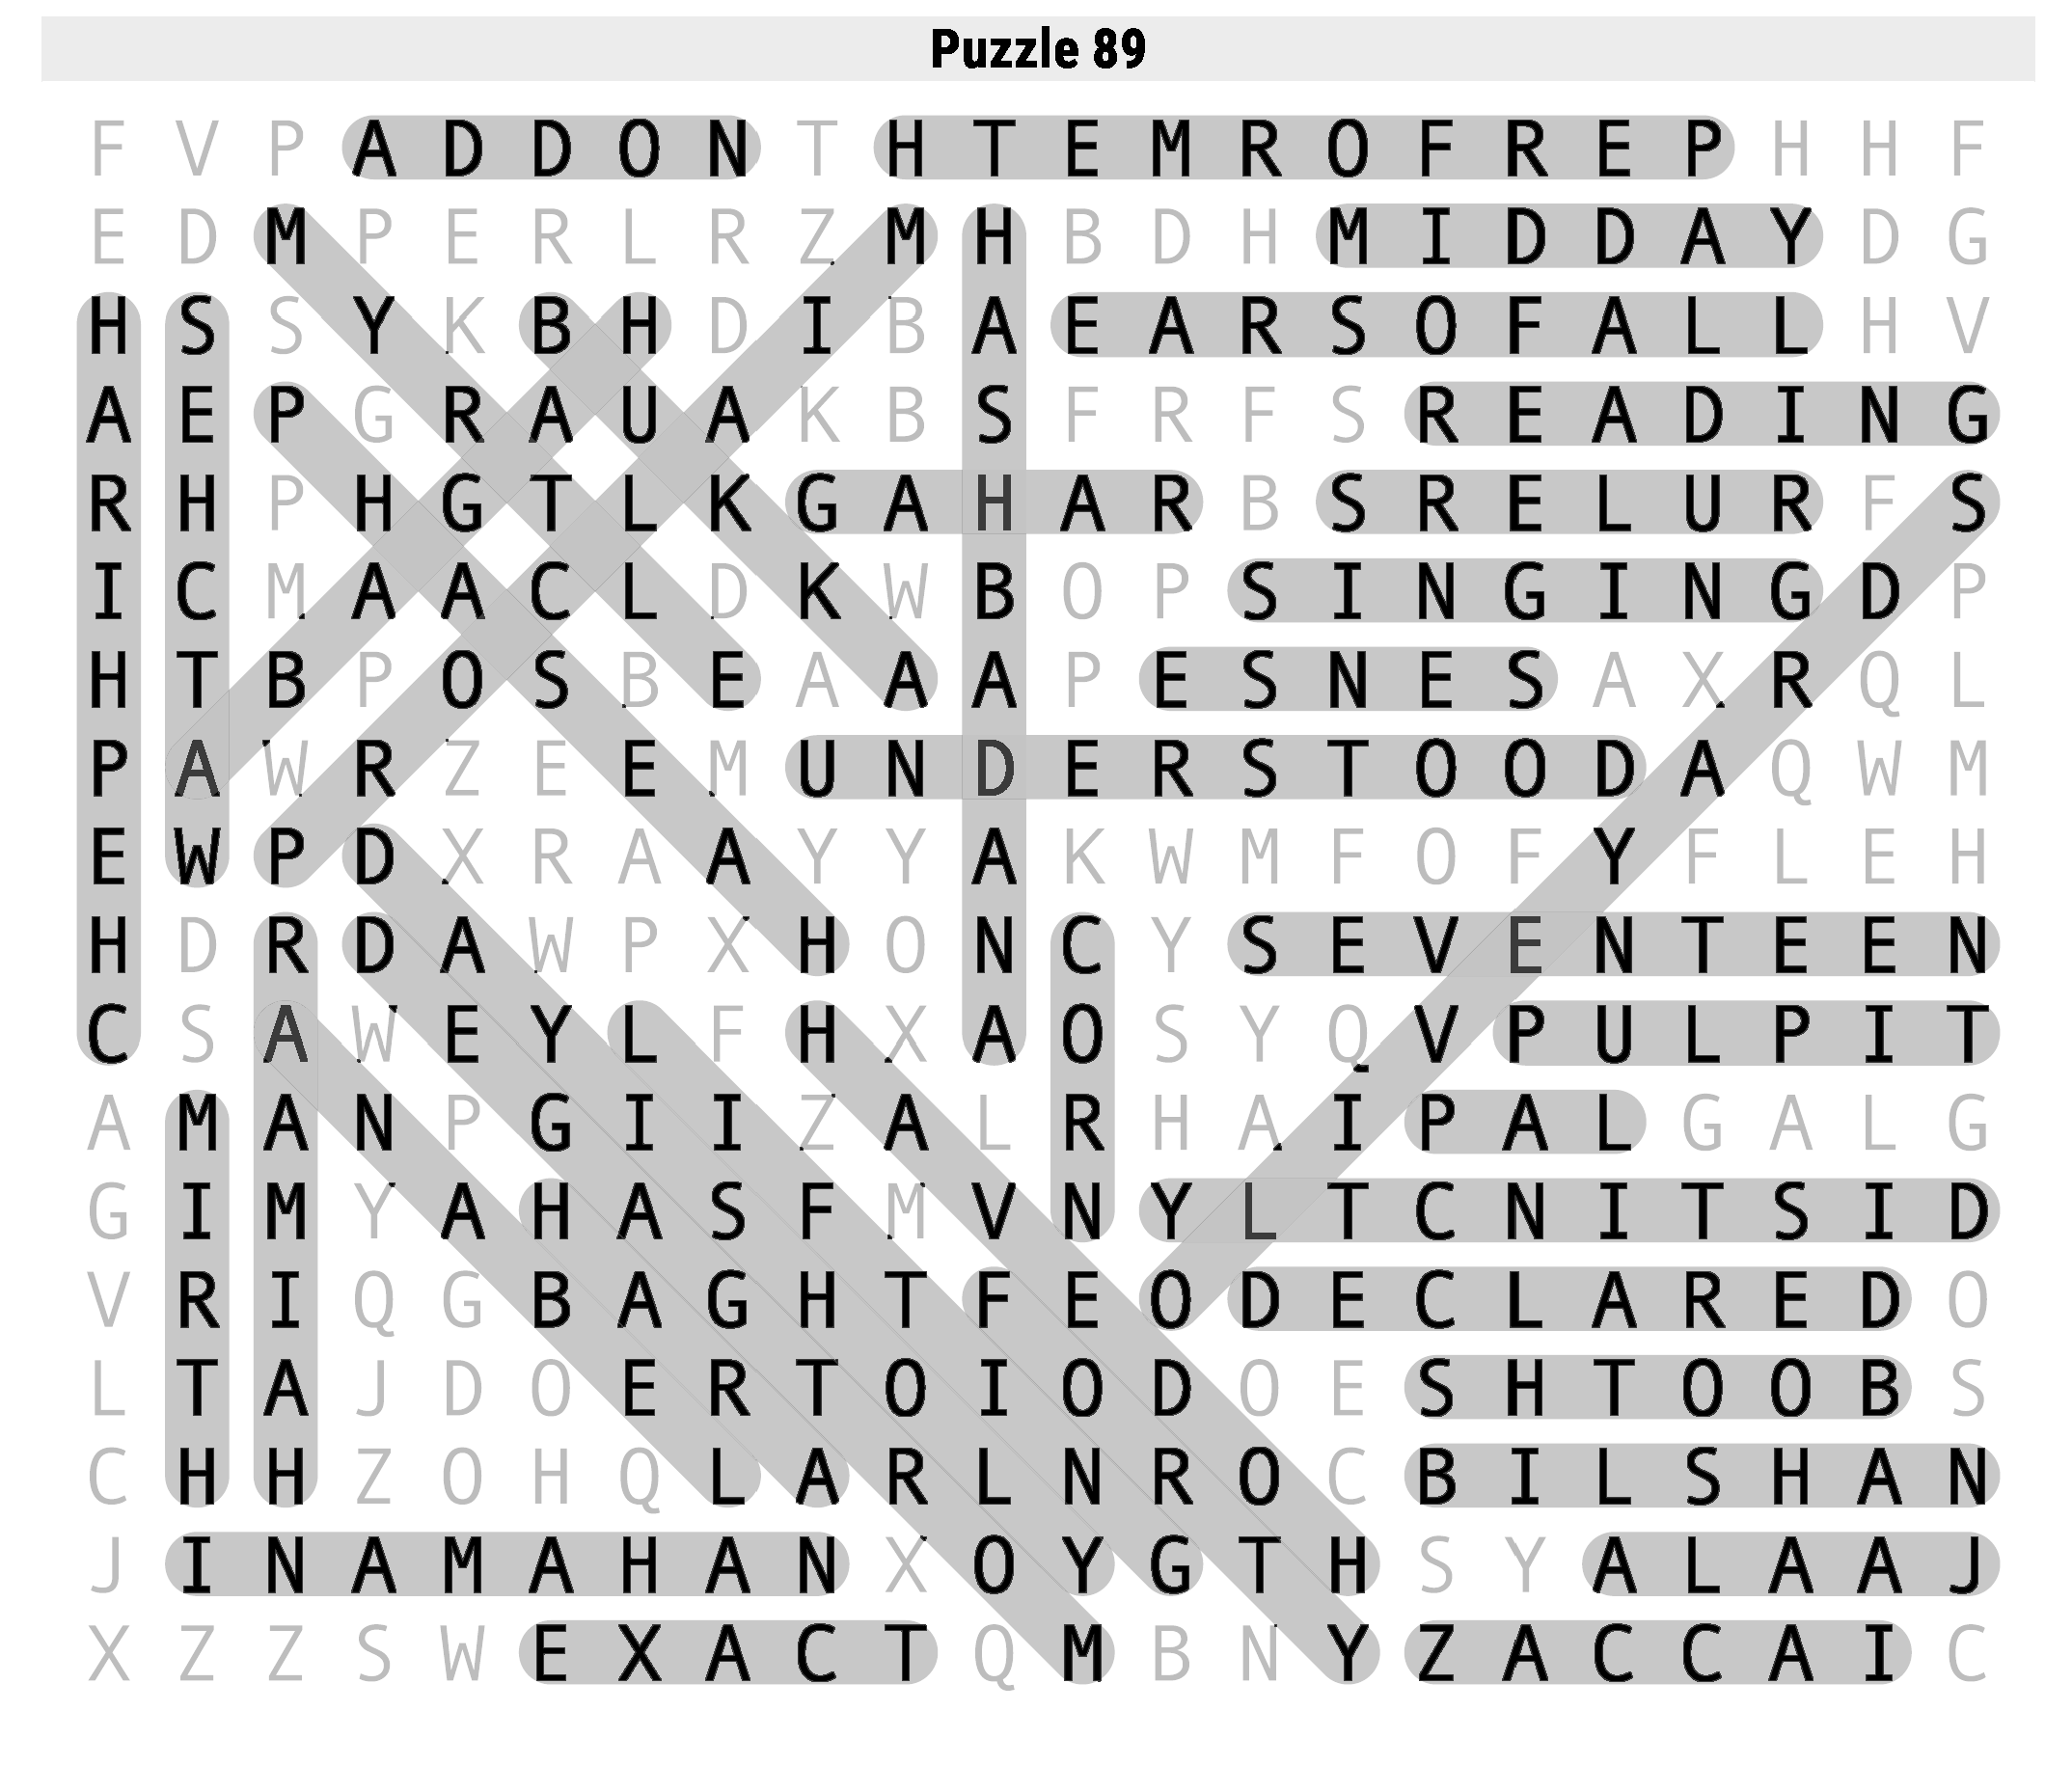 Puzzle 89
F V P A D D O N T H T E M R O F R E P H H F
E D M P E R L R Z M H B D H M I D D A Y D G
H S S Y K B H D I B A E A R S O F A L L H V
A E P G R A U A K B S F R F S R E A D I N G
R H P H G T L K G A H A R B S R E L U R F S
I C M A A C L D K W B O P S I N G I N G D P
H T B P O S B E A A A P E S N E S A X R Q L
P A W R Z E E M U N D E R S T O O D A Q W M
E W P D X R A A Y Y A K W M F O F Y F L E H
H D R D A W P X H O N C Y S E V E N T E E N
C S A W E Y L F H X A O S Y Q V P U L P I T
A M A N P G I I Z A L R H A I P A L G A L G
G I M Y A H A S F M V N Y L T C N I T S I D
V R I Q G B A G H T F E O D E C L A R E D O
L T A J D O E R T O I O D O E S H T O O B S
C H H Z O H Q L A R L N R O C B I L S H A N
J I N A M A H A N X O Y G T H S Y A L A A J
X Z Z S W E X A C T Q M B N Y Z A C C A I C